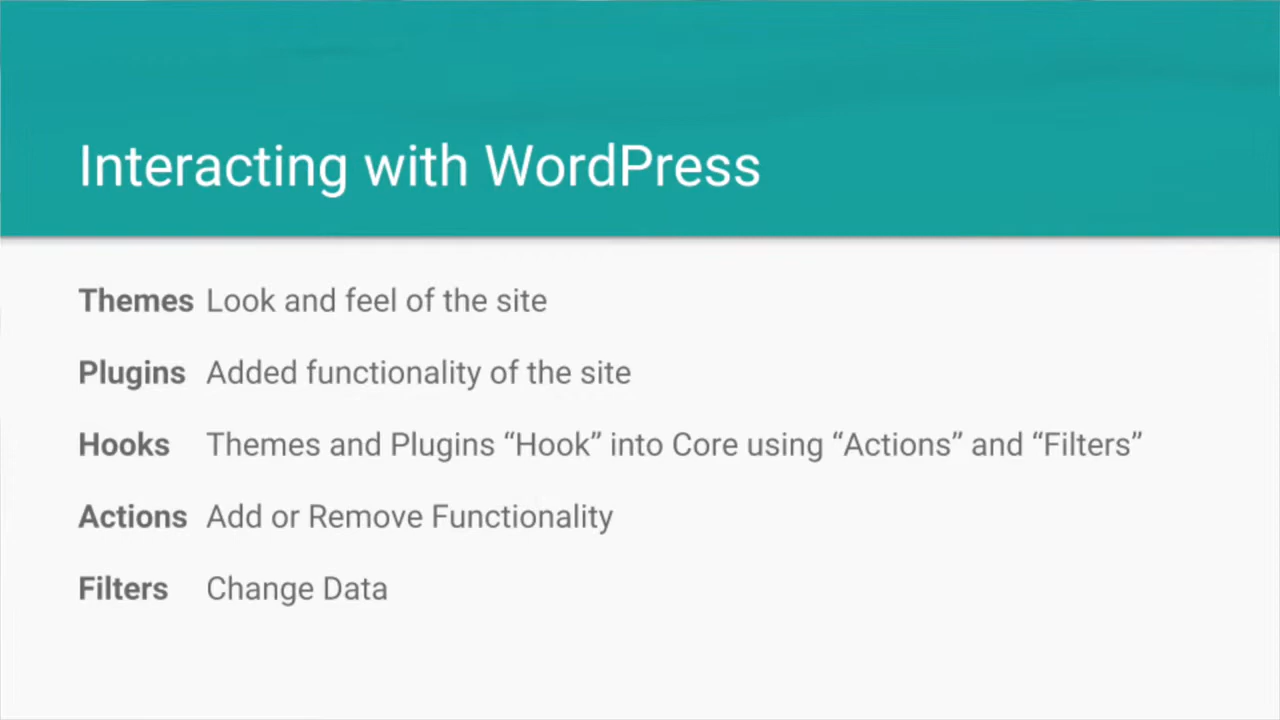 Interacting with WordPress
Themes Look and feel of the site
Plugins Added functionality of the site
Hooks Themes and Plugins “Hook” into Core using “Actions” and “Filters”
Actions Add or Remove Functionality
Filters Change Data